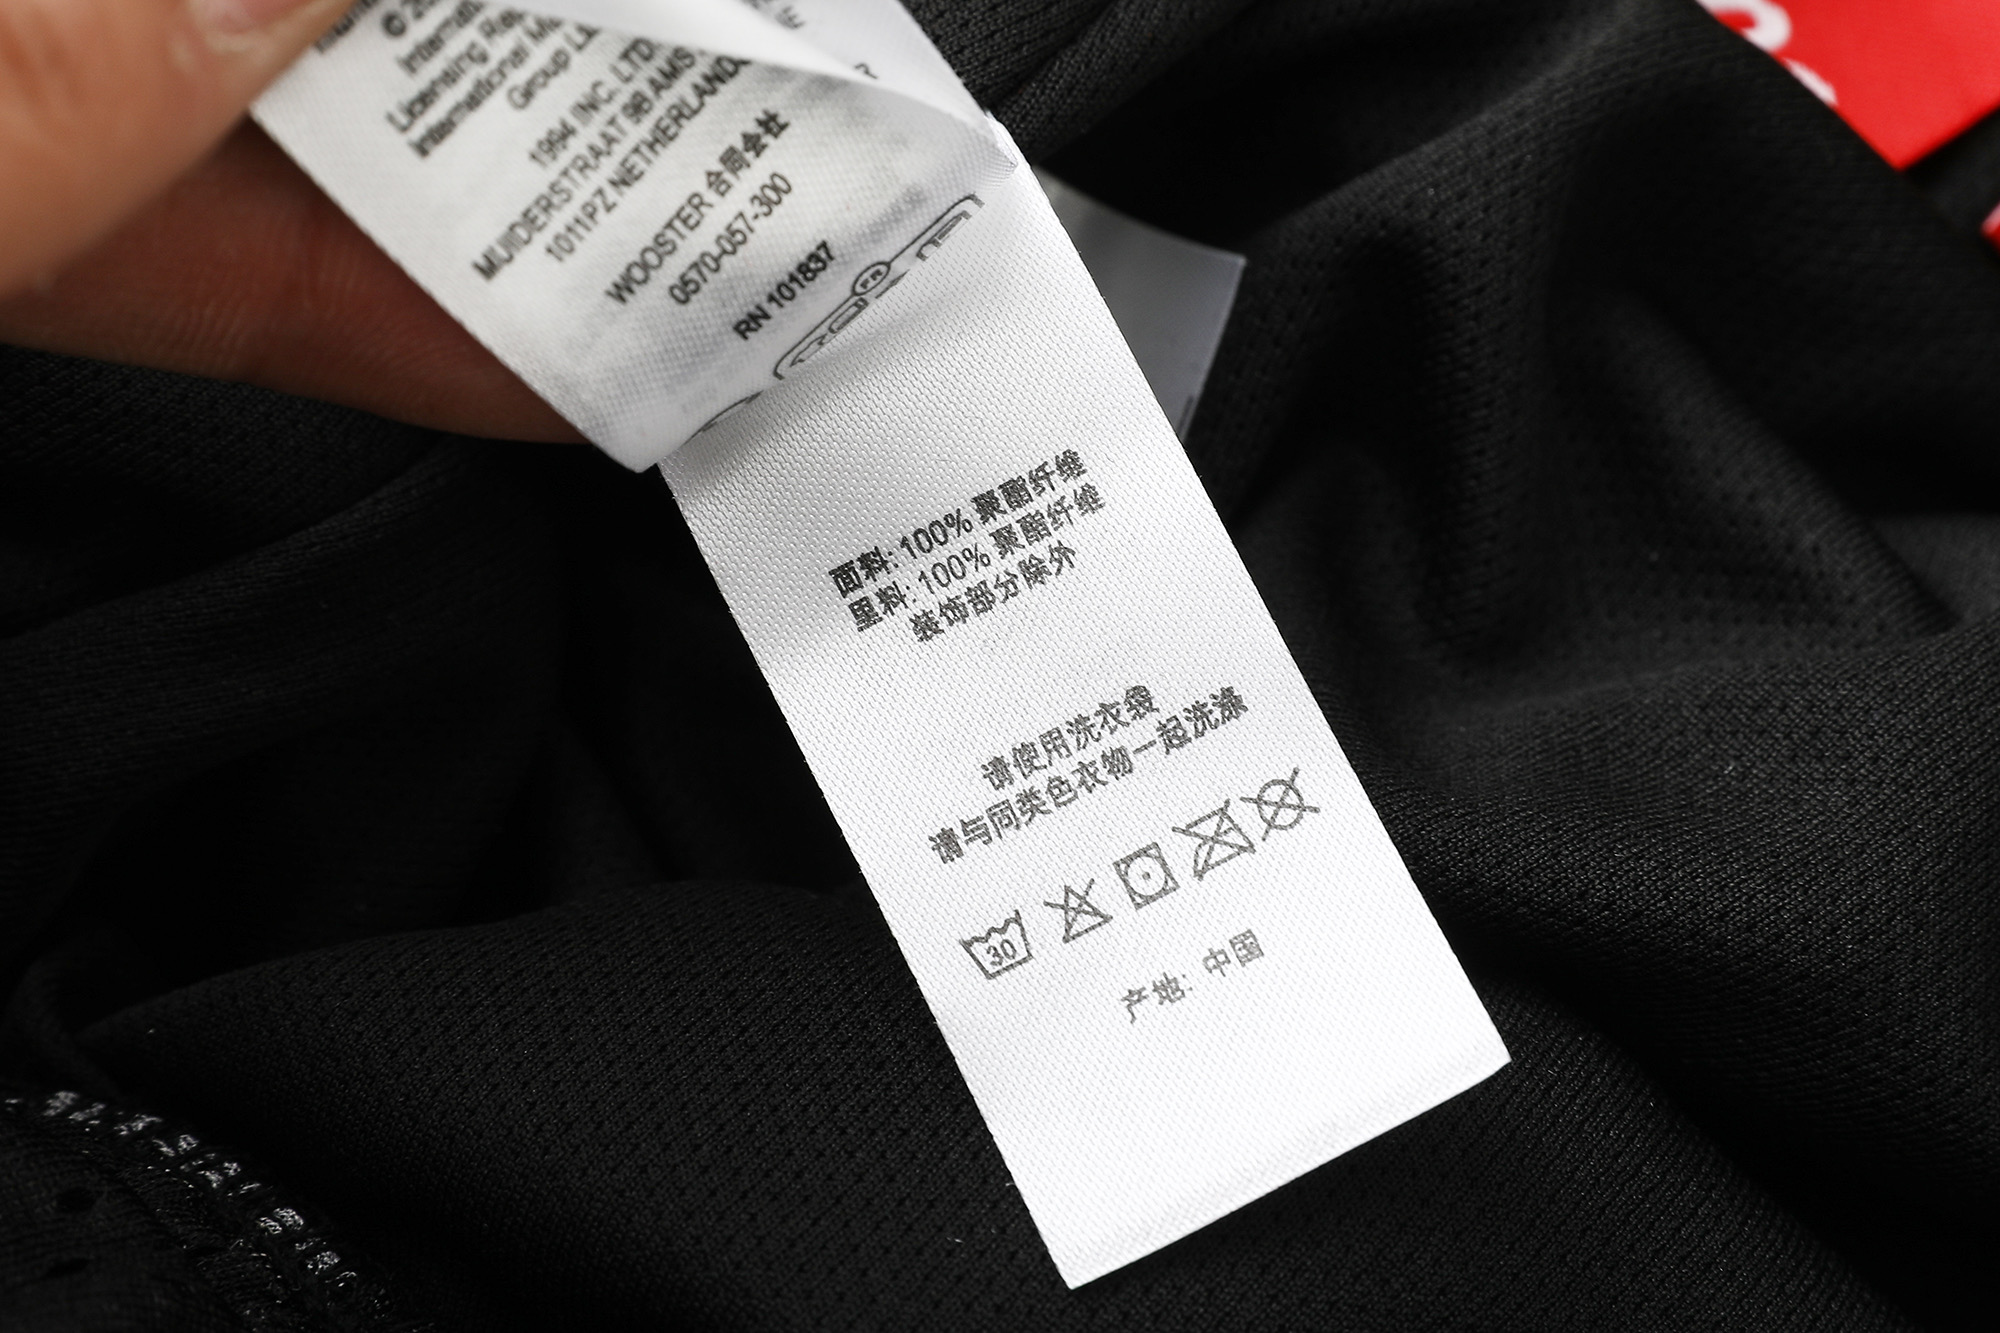 Group
1994 INC. LTD.
MUIDERSTRAAT 9B AMS
1011PZ NETHERLAND
WOOSTER 合同会社
0570-057-300
RN 101837
FR
面料: 100% 聚酯纤维
里料: 100% 聚酯纤维
装饰部分除外
请使用洗衣袋
请与同类色衣物一起洗涤
30
产地: 中国